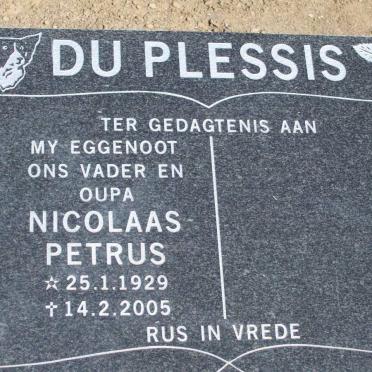 DU PLESSIS
TER GEDAGTENIS AAN
MY EGGENOOT
ONS VADER EN
OUPA
NICOLAAS
PETRUS
☆ 25.1.1929
✝ 14.2.2005
RUS IN VREDE